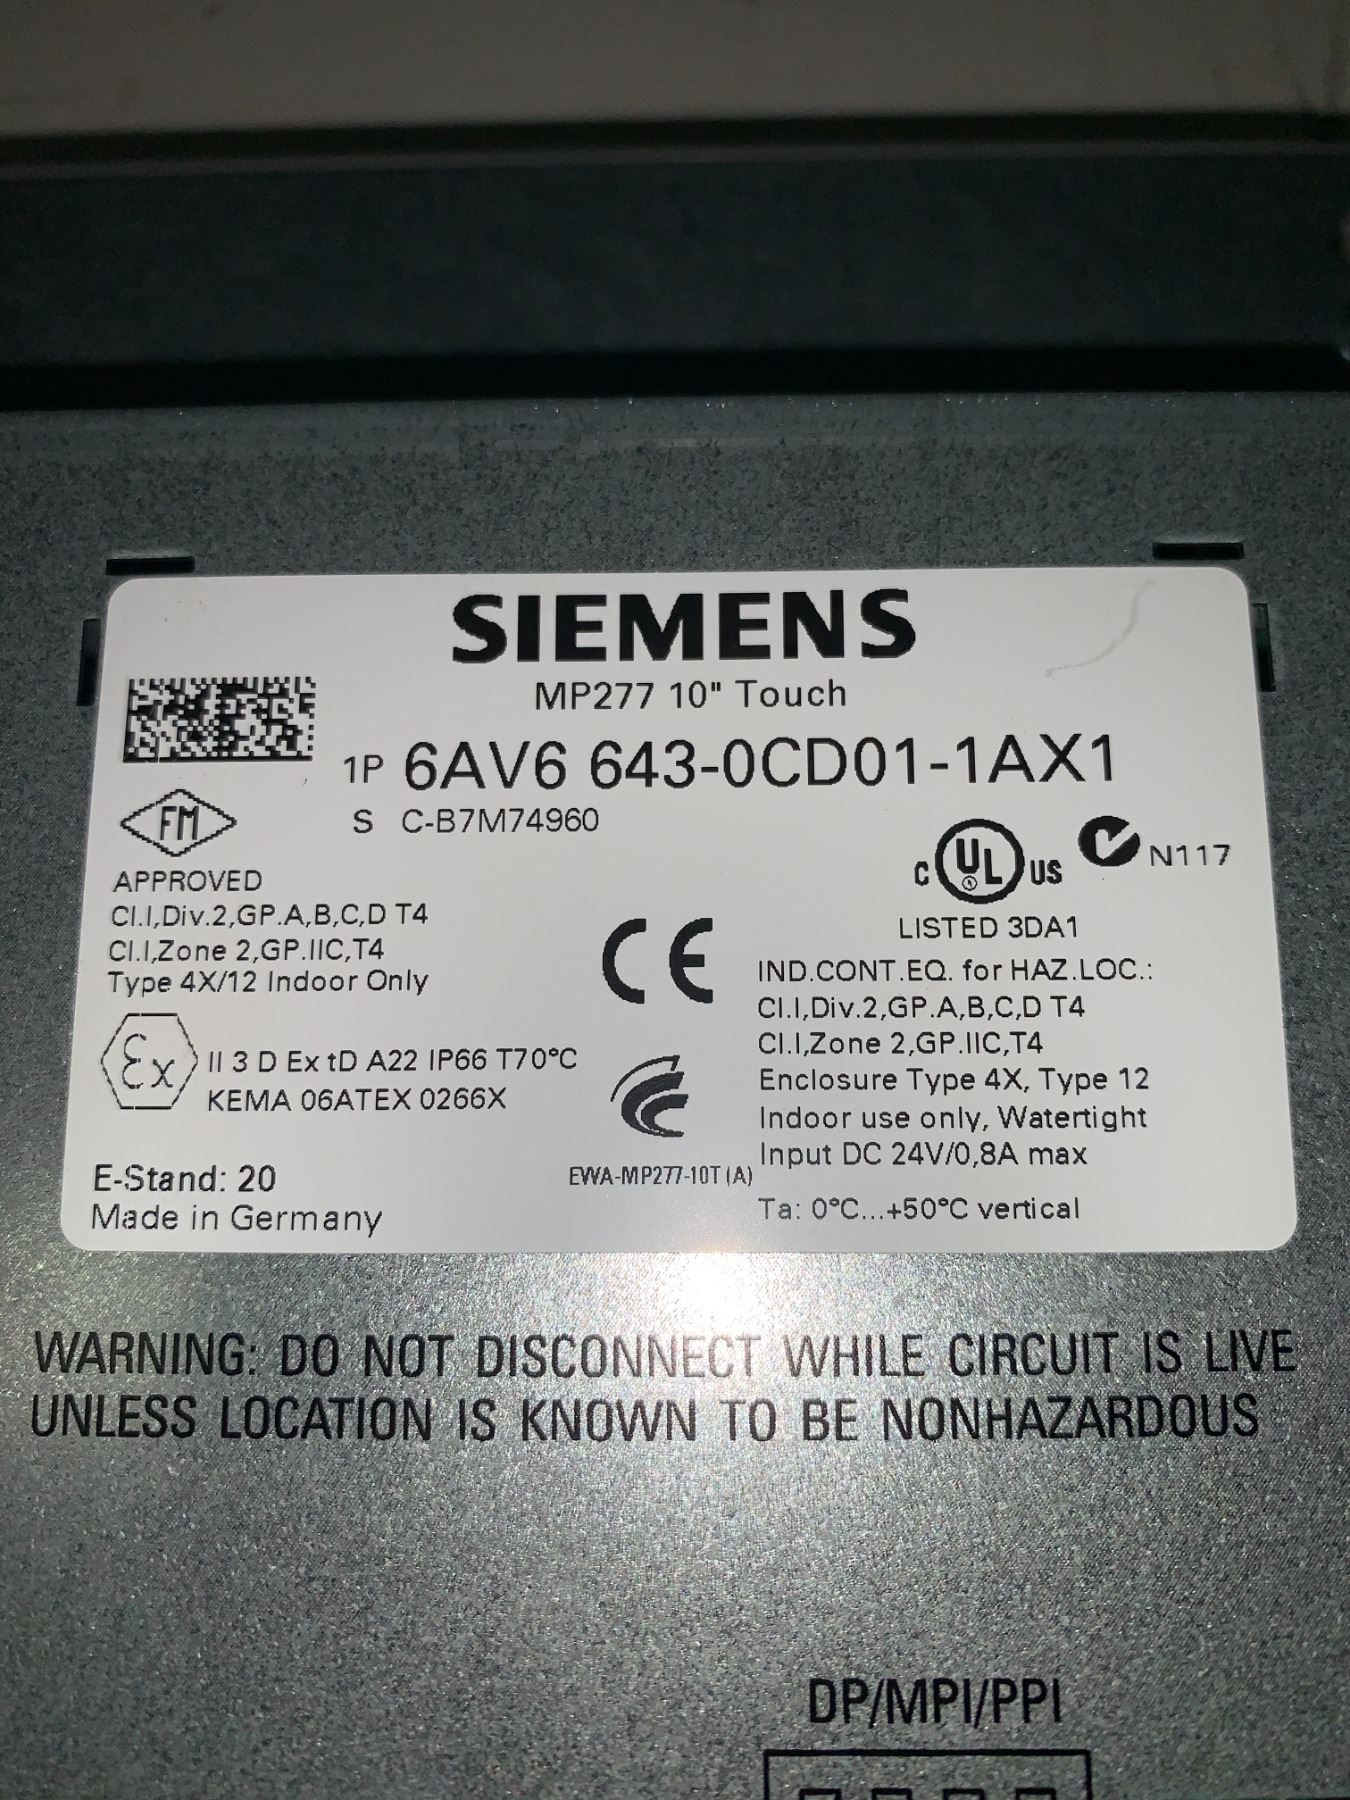 SIEMENS
MP277 10" Touch
1P 6AV6 643-0CD01-1AX1
S C-B7M74960
FM
APPROVED
Cl.I,Div.2,GP.A,B,C,D T4
Cl.I,Zone 2,GP.IIC,T4
Type 4X/12 Indoor Only
Ex II 3 D Ex tD A22 IP66 T70°C
KEMA 06ATEX 0266X
E-Stand: 20
Made in Germany
CE
EWA-MP277-10T (A)
C UL US N117
LISTED 3DA1
IND.CONT.EQ. for HAZ.LOC.:
Cl.I,Div.2,GP.A,B,C,D T4
Cl.I,Zone 2,GP.IIC,T4
Enclosure Type 4X, Type 12
Indoor use only, Watertight
Input DC 24V/0,8A max
Ta: 0°C...+50°C vertical
WARNING: DO NOT DISCONNECT WHILE CIRCUIT IS LIVE
UNLESS LOCATION IS KNOWN TO BE NONHAZARDOUS
DP/MPI/PPI